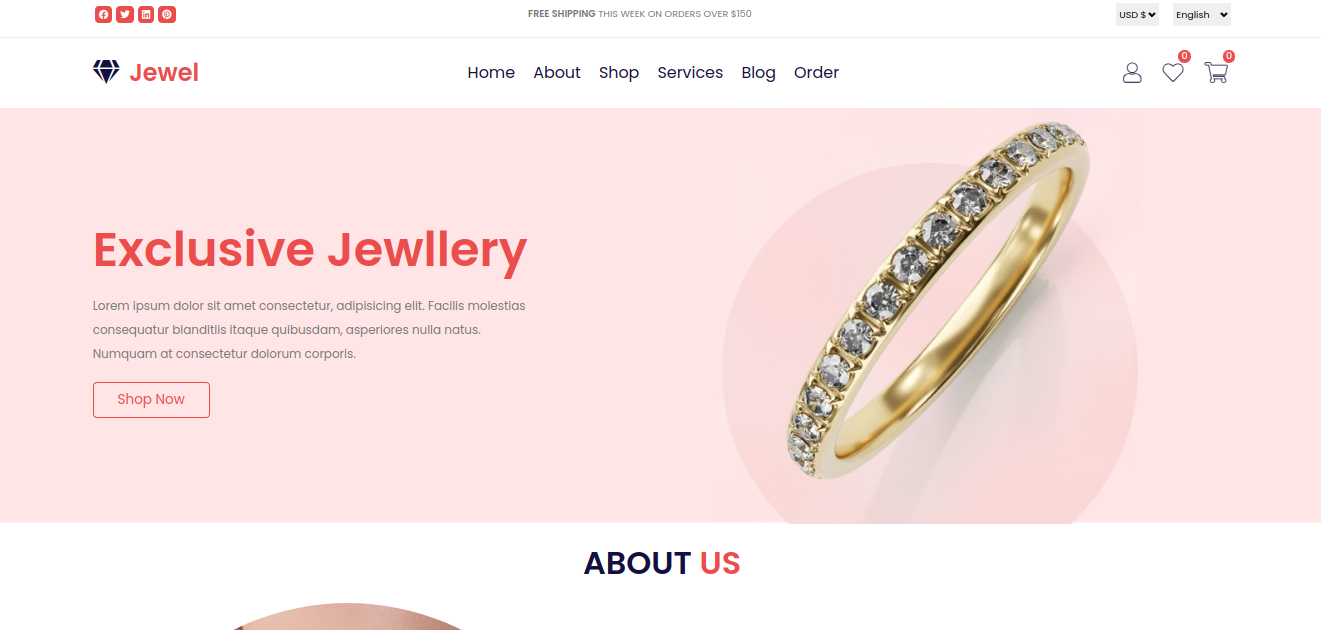 FREE SHIPPING THIS WEEK ON ORDERS OVER $150
USD $
English
Jewel
Home About Shop Services Blog Order
0
0
Exclusive Jewllery
Lorem ipsum dolor sit amet consectetur, adipisicing elit. Facilis molestias
consequatur blanditiis itaque quibusdam, asperiores nulla natus.
Numquam at consectetur dolorum corporis.
Shop Now
ABOUT US